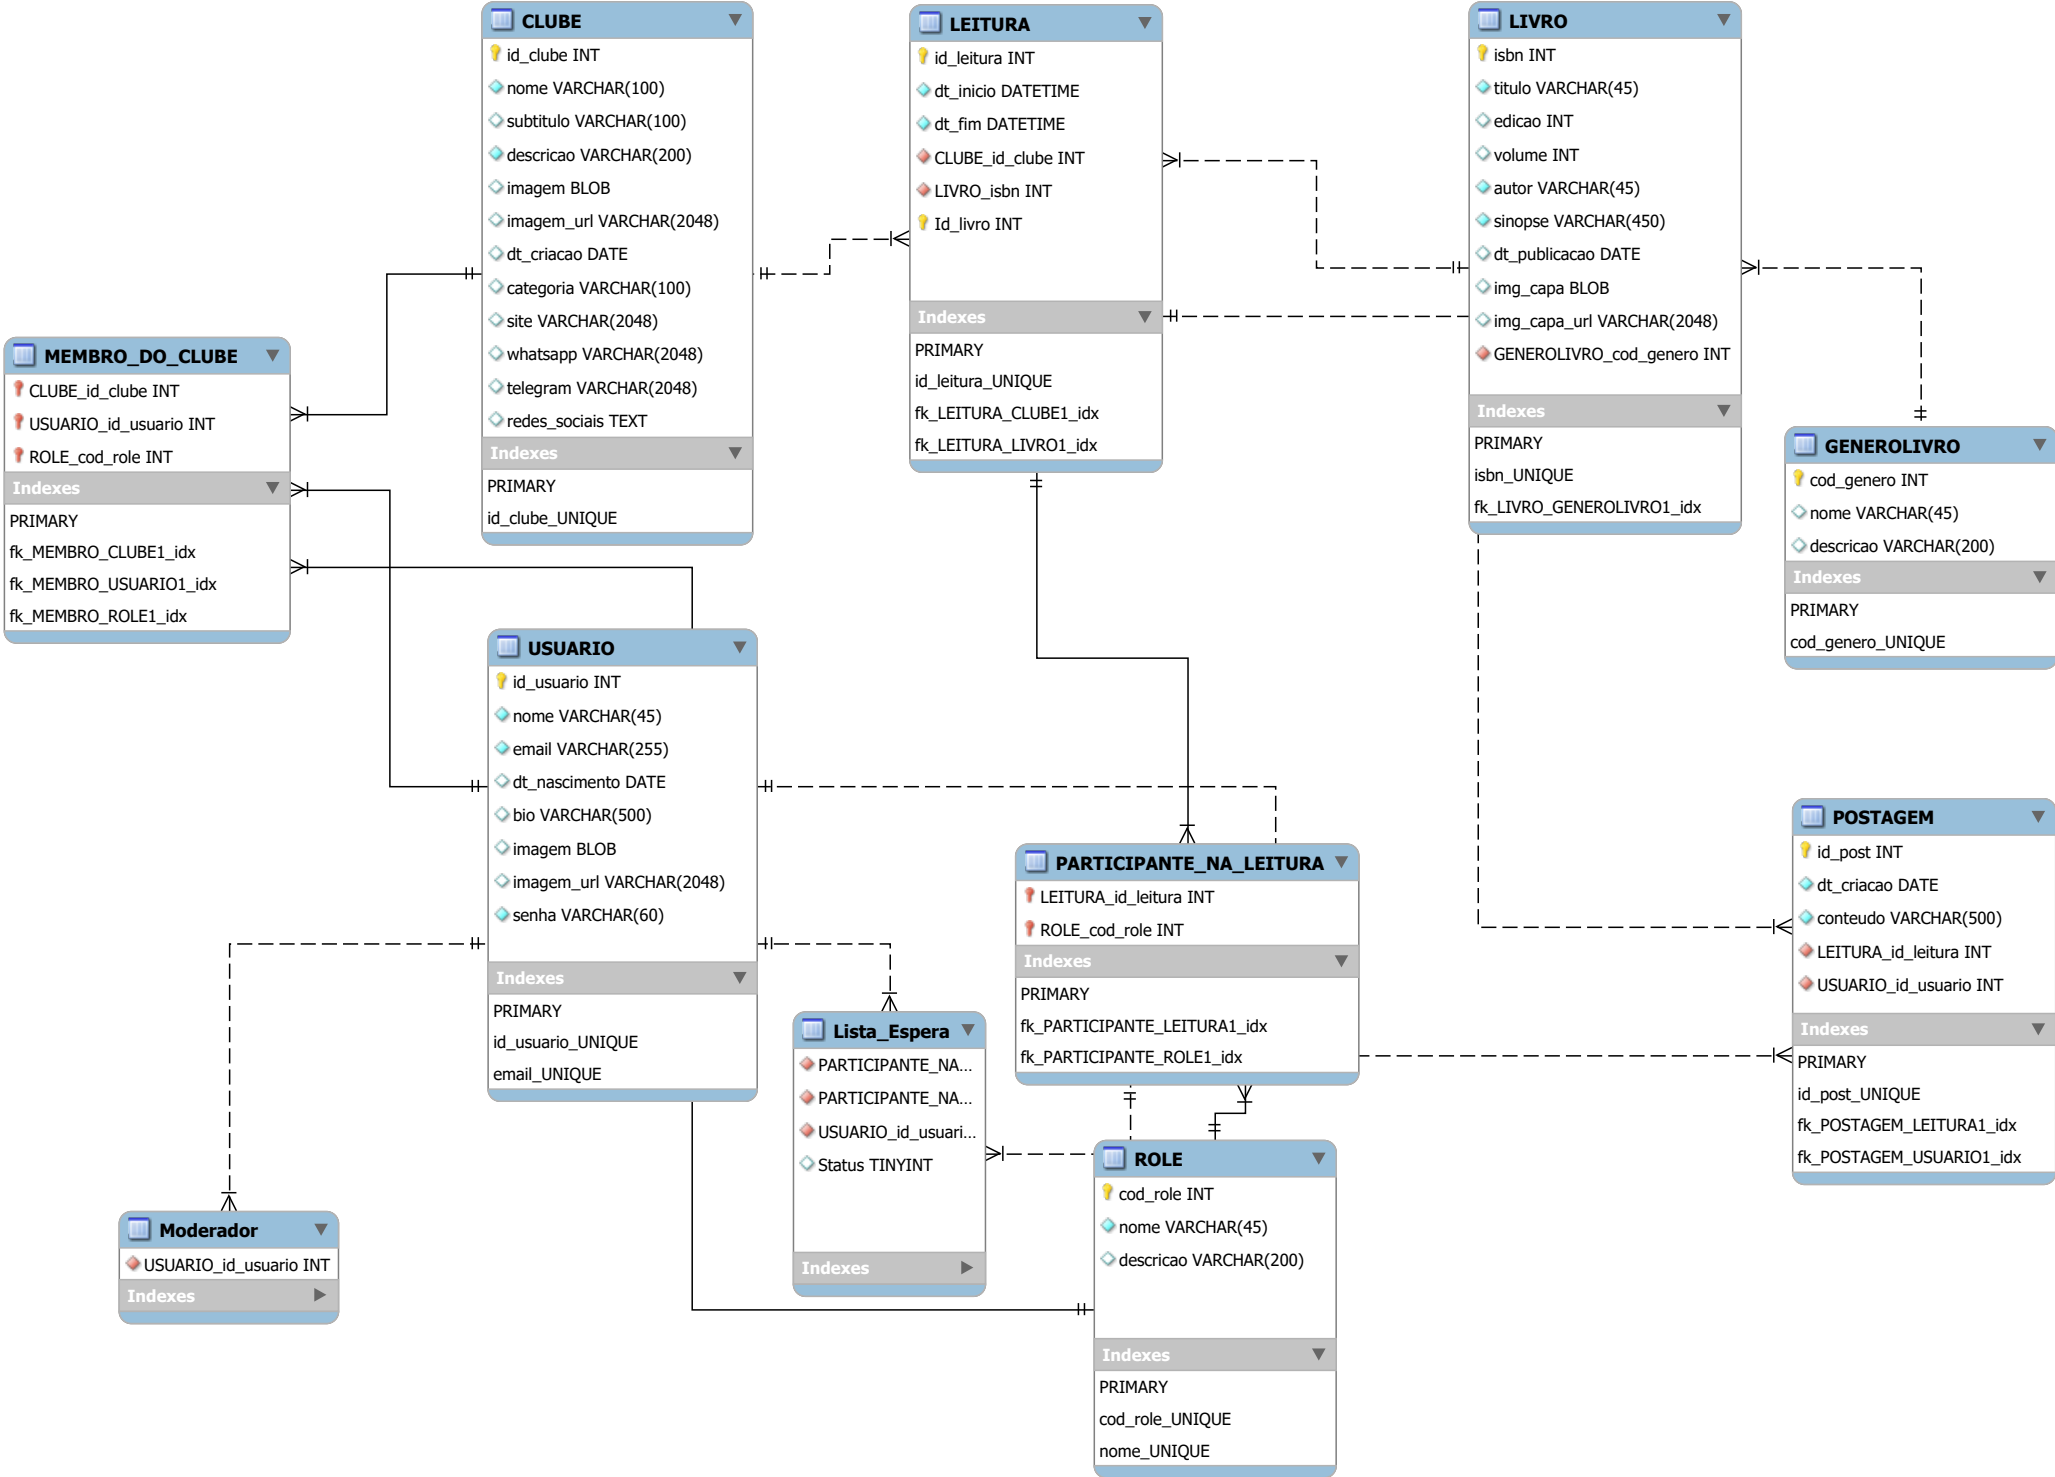 CLUBE
id_clube INT
nome VARCHAR(100)
subtitulo VARCHAR(100)
descricao VARCHAR(200)
imagem BLOB
imagem_url VARCHAR(2048)
dt_criacao DATE
categoria VARCHAR(100)
site VARCHAR(2048)
whatsapp VARCHAR(2048)
telegram VARCHAR(2048)
redes_sociais TEXT
Indexes
PRIMARY
id_clube_UNIQUE
LEITURA
id_leitura INT
dt_inicio DATETIME
dt_fim DATETIME
CLUBE_id_clube INT
LIVRO_isbn INT
Id_livro INT
Indexes
PRIMARY
id_leitura_UNIQUE
fk_LEITURA_CLUBE1_idx
fk_LEITURA_LIVRO1_idx
LIVRO
isbn INT
titulo VARCHAR(45)
edicao INT
volume INT
autor VARCHAR(45)
sinopse VARCHAR(450)
dt_publicacao DATE
img_capa BLOB
img_capa_url VARCHAR(2048)
GENEROLIVRO_cod_genero INT
Indexes
PRIMARY
isbn_UNIQUE
fk_LIVRO_GENEROLIVRO1_idx
MEMBRO_DO_CLUBE
CLUBE_id_clube INT
USUARIO_id_usuario INT
ROLE_cod_role INT
Indexes
PRIMARY
fk_MEMBRO_CLUBE1_idx
fk_MEMBRO_USUARIO1_idx
fk_MEMBRO_ROLE1_idx
GENEROLIVRO
cod_genero INT
nome VARCHAR(45)
descricao VARCHAR(200)
Indexes
PRIMARY
cod_genero_UNIQUE
USUARIO
id_usuario INT
nome VARCHAR(45)
email VARCHAR(255)
dt_nascimento DATE
bio VARCHAR(500)
imagem BLOB
imagem_url VARCHAR(2048)
senha VARCHAR(60)
Indexes
PRIMARY
id_usuario_UNIQUE
email_UNIQUE
PARTICIPANTE_NA_LEITURA
LEITURA_id_leitura INT
ROLE_cod_role INT
Indexes
PRIMARY
fk_PARTICIPANTE_LEITURA1_idx
fk_PARTICIPANTE_ROLE1_idx
POSTAGEM
id_post INT
dt_criacao DATE
conteudo VARCHAR(500)
LEITURA_id_leitura INT
USUARIO_id_usuario INT
Indexes
PRIMARY
id_post_UNIQUE
fk_POSTAGEM_LEITURA1_idx
fk_POSTAGEM_USUARIO1_idx
Lista_Espera
PARTICIPANTE_NA...
PARTICIPANTE_NA...
USUARIO_id_usuari...
Status TINYINT
Indexes
ROLE
cod_role INT
nome VARCHAR(45)
descricao VARCHAR(200)
Indexes
PRIMARY
cod_role_UNIQUE
nome_UNIQUE
Moderador
USUARIO_id_usuario INT
Indexes